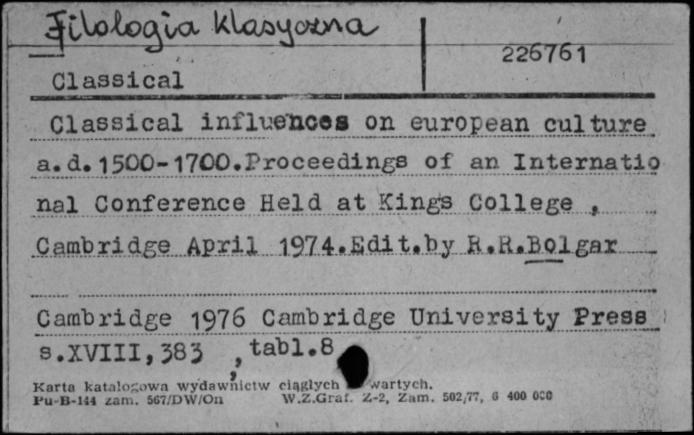 Filologia klasyczna
226761
Classical
Classical influences on european culture
a.d. 1500-1700.Proceedings of an Internatio
nal Conference Held at Kings College ,
Cambridge April 1974.Edit.by R.R.Bolgar
Cambridge 1976 Cambridge University Press
s.XVIII,383 , tabl.8
Karta katalogowa wydawnictw ciągłych wartych.
Pu-B-144 zam. 567/DW/On W.Z.Graf. Z-2, Zam. 502/77, 6 400 000